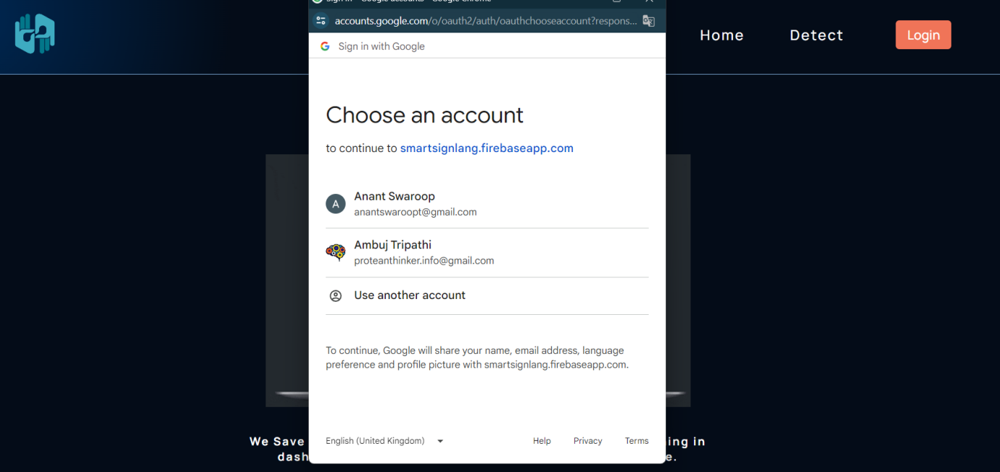 accounts.google.com/o/oauth2/auth/oauthchooseaccount?respons...
Sign in with Google
Home
Detect
Login
Choose an account
to continue to smartsignlang.firebaseapp.com
A
Anant Swaroop
anantswaroopt@gmail.com
Ambuj Tripathi
proteanthinker.info@gmail.com
Use another account
To continue, Google will share your name, email address, language
preference and profile picture with smartsignlang.firebaseapp.com.
English (United Kingdom)
Help
Privacy
Terms
We Save
ing in
dash
e.